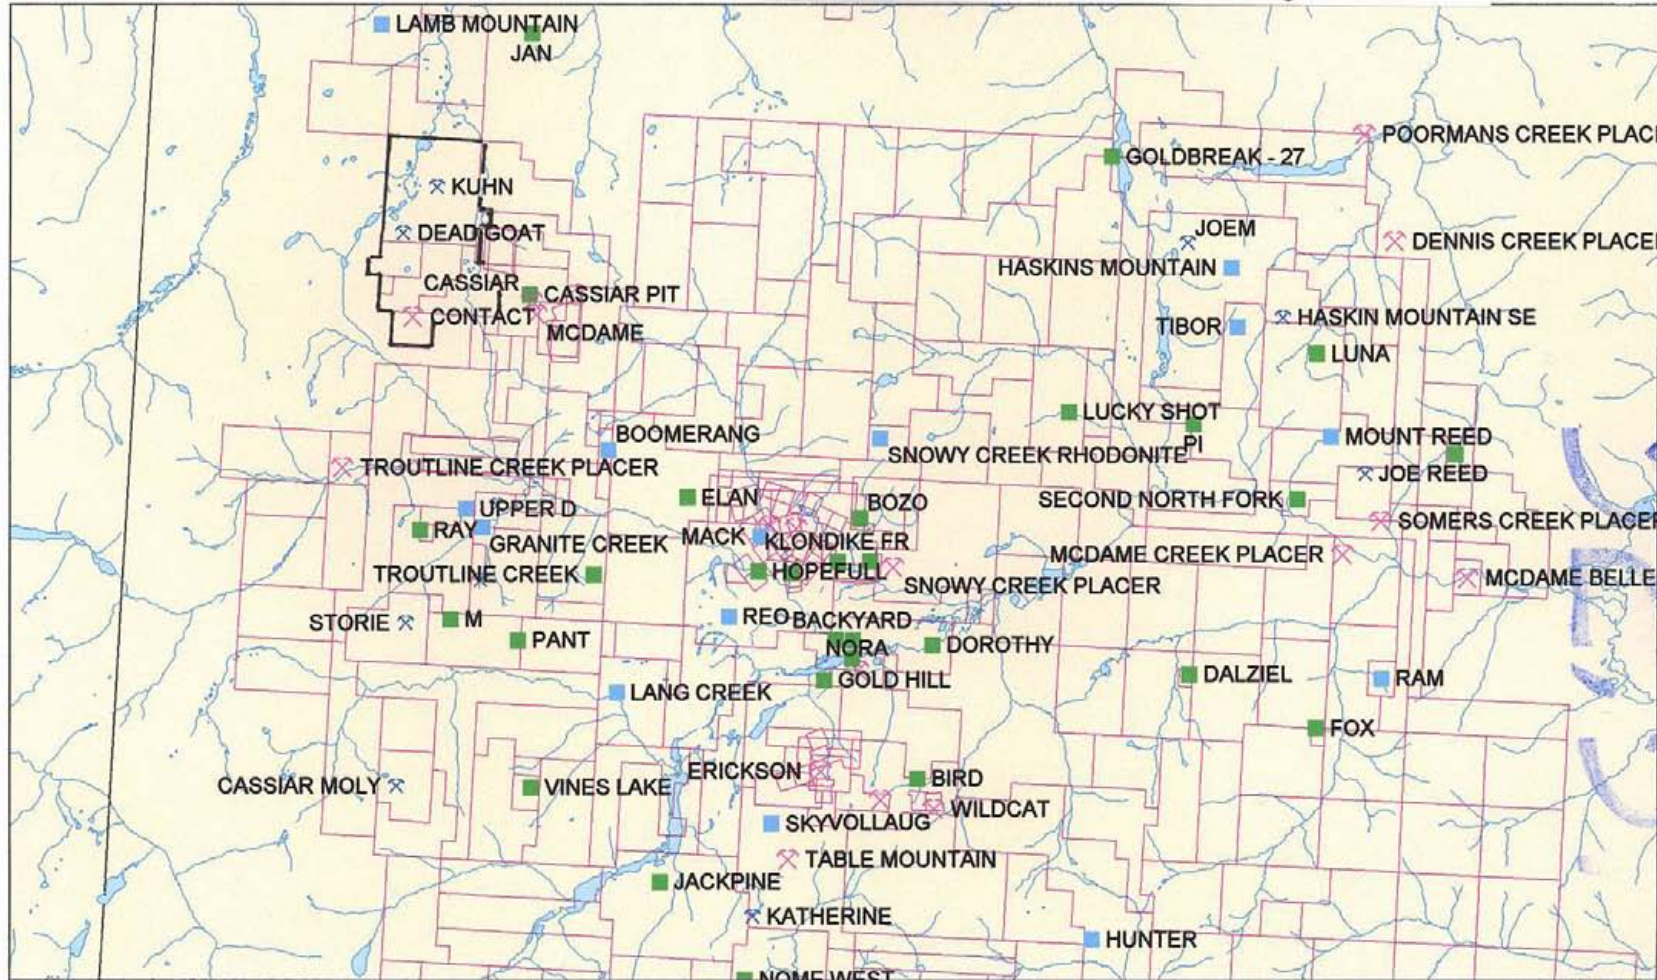 LAMB MOUNTAIN
JAN
POORMANS CREEK PLACE
GOLDBREAK - 27
KUHN
DEAD GOAT
JOEM
DENNIS CREEK PLACER
HASKINS MOUNTAIN
CASSIAR
CASSIAR PIT
CONTACT
MCDAME
TIBOR
HASKIN MOUNTAIN SE
LUNA
LUCKY SHOT
PI
BOOMERANG
MOUNT REED
SNOWY CREEK RHODONITE
TROUTLINE CREEK PLACER
JOE REED
ELAN
BOZO
SECOND NORTH FORK
UPPER D
SOMERS CREEK PLACER
RAY
GRANITE CREEK
MACK
KLONDIKE FR
MCDAME CREEK PLACER
TROUTLINE CREEK
HOPEFULL
SNOWY CREEK PLACER
MCDAME BELLE
STORIE
M
REO
BACKYARD
PANT
NORA
DOROTHY
GOLD HILL
DALZIEL
RAM
LANG CREEK
FOX
ERICKSON
BIRD
CASSIAR MOLY
VINES LAKE
WILDCAT
SKYVOLLAUG
TABLE MOUNTAIN
JACKPINE
KATHERINE
HUNTER
NOME WEST